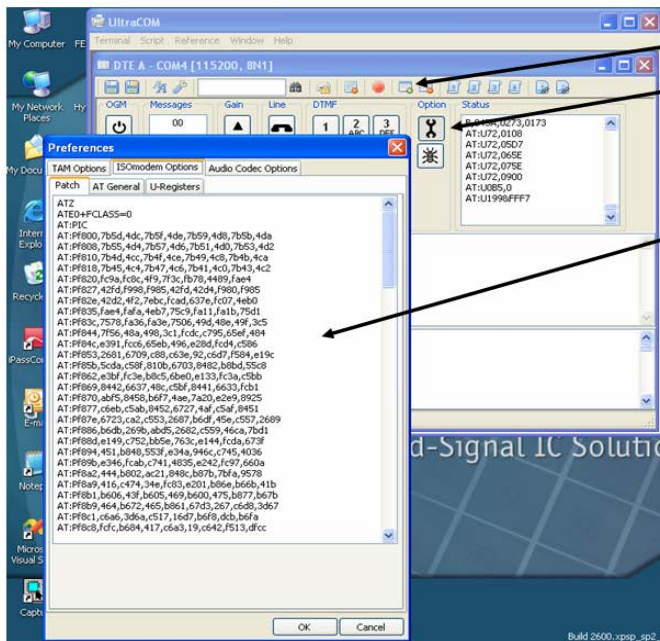 UltraCOM
My Computer
FE
Terminal Script Reference Window Help
DTE A - COM4 [115200, 8N1]
My Network Places
Hy
OGM
Messages
Gain
Line
DTMF
Option
Status
00
1
2
ABC
3
DEF
AT:U72,0108
AT:U72,05D7
AT:U72,065E
AT:U72,075E
AT:U72,0900
AT:U0B5,0
AT:U199BFFF7
My Docu
Preferences
TAM Options
ISOmodem Options
Audio Codec Options
Patch
AT General
U-Registers
ATZ
ATE0+FCLASS=0
AT:PIC
AT:Pf800,7b5d,4dc,7b5f,4de,7b59,4d8,7b5b,4da
AT:Pf808,7b55,4d4,7b57,4d6,7b51,4d0,7b53,4d2
AT:Pf810,7b4d,4cc,7b4f,4ce,7b49,4c8,7b4b,4ca
AT:Pf818,7b45,4c4,7b47,4c6,7b41,4c0,7b43,4c2
AT:Pf820,fc9a,fc8c,4f9,7f3c,fb78,4489,fae4
AT:Pf827,42fd,f998,f985,42fd,42d4,f980,f985
AT:Pf82e,42d2,4f2,7ebc,fcad,637e,fc07,4eb0
AT:Pf835,fae4,fafa,4eb7,75c9,fa11,fa1b,75d1
AT:Pf83c,7578,fa36,fa3e,7506,49d,48e,49f,3c5
AT:Pf844,7f56,48a,498,3c1,fcdc,c795,65ef,484
AT:Pf84c,e391,fcc6,65eb,496,e28d,fcd4,c586
AT:Pf853,2681,6709,c88,c63e,92,c6d7,f584,e19c
AT:Pf85b,5cda,c58f,810b,6703,8482,b8bd,55c8
AT:Pf862,e3bf,fc3e,b8c5,6be0,e133,fc3a,c5bb
AT:Pf869,8442,6637,48c,c5bf,8441,6633,fcb1
AT:Pf870,abf5,8458,b6f7,4ae,7a20,e2e9,8925
AT:Pf877,c6eb,c5ab,8452,6727,4af,c5af,8451
AT:Pf87e,6723,ca2,c553,2687,b6df,45e,c557,2689
AT:Pf886,b6db,269b,abd5,2682,c559,46ca,7bd1
AT:Pf88d,e149,c752,bb5e,763c,e144,fcda,673f
AT:Pf894,451,b848,553f,e34a,946c,c745,4036
AT:Pf89b,e346,fcab,c741,4835,e242,fc97,660a
AT:Pf8a2,444,b802,ac21,848c,b87b,7bfa,9578
AT:Pf8a9,416,c474,34e,fc83,e201,b86e,b66b,41b
AT:Pf8b1,b606,43f,b605,469,b600,475,b877,b67b
AT:Pf8b9,464,b672,465,b861,67d3,267,c6d8,3d67
AT:Pf8c1,c6a6,3d6a,c517,16d7,b6f8,dcb,b6fa
AT:Pf8c8,fcfc,b684,417,c6a3,19,c642,f513,dfcc
OK
Cancel
Intern
Explo
Recycle
iPassCo
E-ma
Notep
Micros
Visual S
Captu
d-Signal IC Solutio
Build 2600.xpsp_sp2